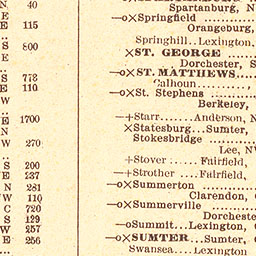 Spartanburg, N
N 40
E —o✕Springfield
E 115 Orangeburg,
Springhill..Lexington,
S 800 ✕ST. GEORGE
Dorchester, S
S 778 —o✕ST. MATTHEWS
E 110 Calhoun
W —o✕St. Stephens
Berkeley,
E 1700 —+Starr......Anderson, N
✕Statesburg...Sumter,
W 270 Stokesbridge
Lee, N
S 200 +Stover ..... Fairfield,
E 237 —+Strother .... Fairfield,
N 281 —o✕Summerton
W 110 Clarendon,
C 720 —o✕Summerville
S 129 Dorchester
W 257 —oSummit...Lexington,
E 256 —o✕SUMTER...Sumter,
Swansea....Lexington